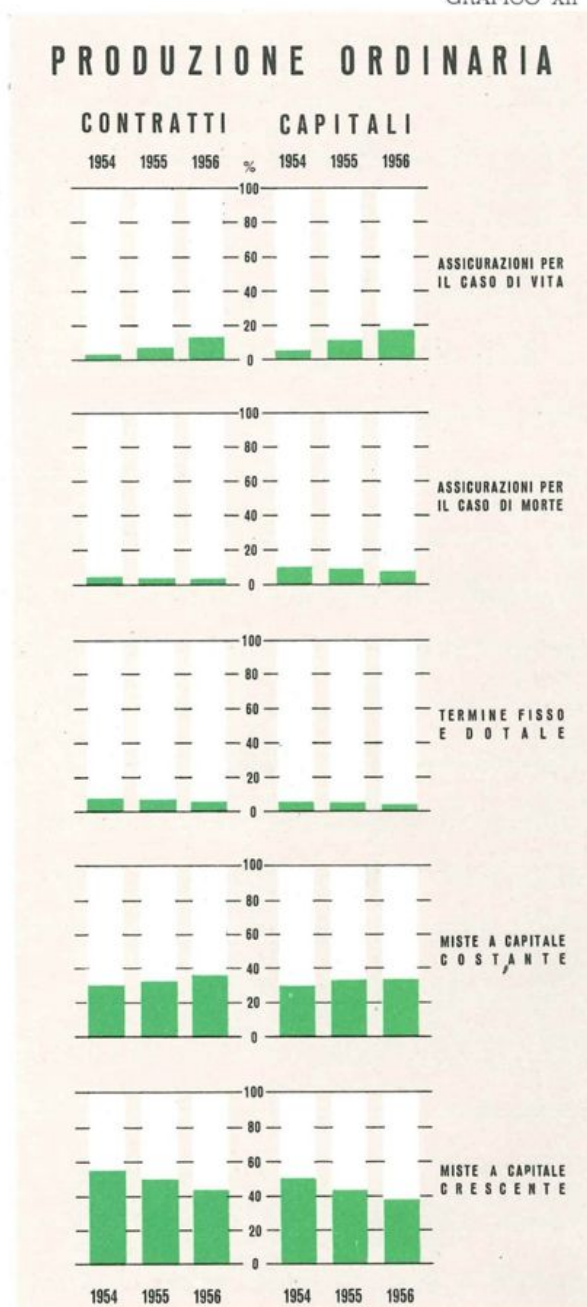 GRAFICO XII
PRODUZIONE ORDINARIA
CONTRATTI CAPITALI
1954 1955 1956 % 1954 1955 1956
100
80
60
40
20
0
ASSICURAZIONI PER
IL CASO DI VITA
100
80
60
40
20
0
ASSICURAZIONI PER
IL CASO DI MORTE
100
80
60
40
20
0
TERMINE FISSO
E DOTALE
100
80
60
40
20
0
MISTE A CAPITALE
COSTANTE
100
80
60
40
20
0
MISTE A CAPITALE
CRESCENTE
1954 1955 1956 1954 1955 1956